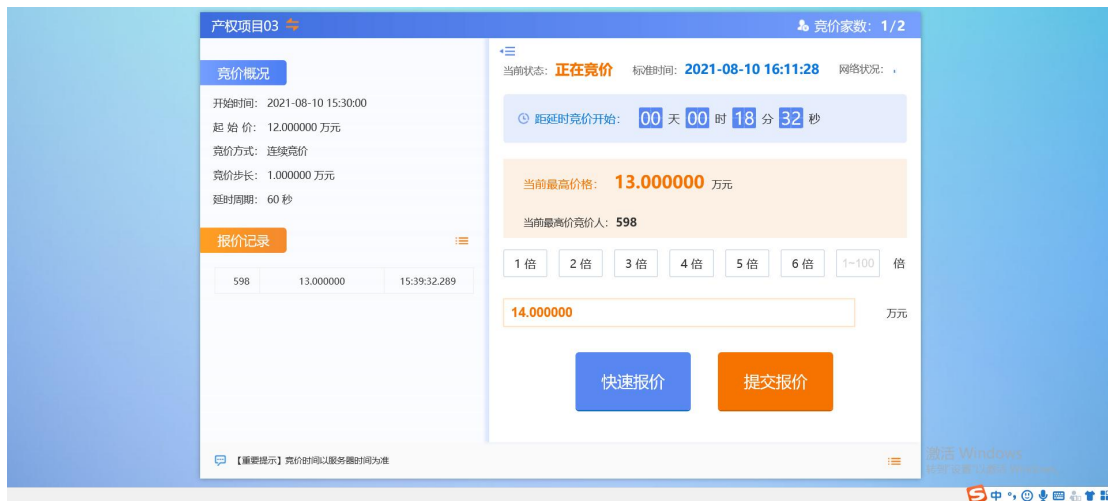 产权项目03
竞价家数：1/2
竞价概况
开始时间： 2021-08-10 15:30:00
起 始 价： 12.000000 万元
竞价方式： 连续竞价
竞价步长： 1.000000 万元
延时周期： 60 秒
报价记录
598 13.000000 15:39:32.289
当前状态：正在竞价 标准时间：2021-08-10 16:11:28 网络状况：
距延时竞价开始： 00 天 00 时 18 分 32 秒
当前最高价格： 13.000000 万元
当前最高价竞价人：598
1 倍 2 倍 3 倍 4 倍 5 倍 6 倍 1~100 倍
14.000000 万元
快速报价 提交报价
【重要提示】竞价时间以服务器时间为准
激活 Windows
中